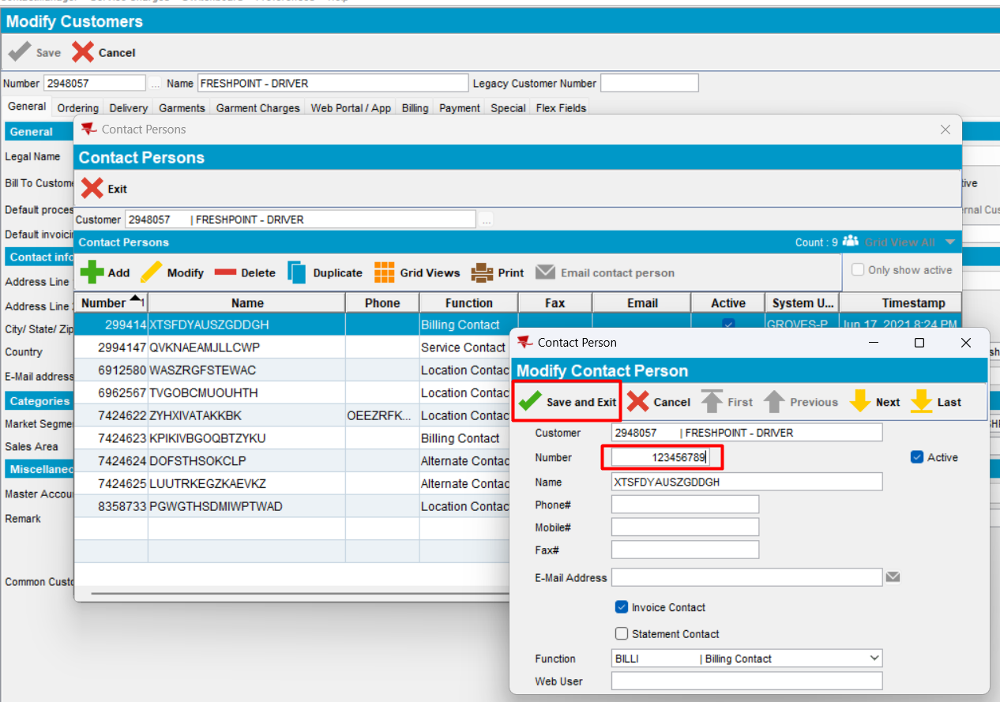 Modify Customers
Save Cancel
Number 2948057 ... Name FRESHPOINT - DRIVER Legacy Customer Number
General Ordering Delivery Garments Garment Charges Web Portal / App Billing Payment Special Flex Fields
General
Legal Name
Bill To Custome
Default proces
Default invoicin
Contact info
Address Line
Address Line
City/ State/ Zip
Country
E-Mail address
Categories
Market Segme
Sales Area
Miscellaneo
Master Accou
Remark
Common Custo
Contact Persons
Contact Persons
Exit
Customer 2948057 | FRESHPOINT - DRIVER ...
Contact Persons Count : 9 Grid View All
Add Modify Delete Duplicate Grid Views Print Email contact person Only show active
Number 1 Name Phone Function Fax Email Active System U... Timestamp
299414 XTSFDYAUSZGDDGH Billing Contact GROVES-P Jun 17, 2021 8:24 PM
2994147 QVKNAEAMJLLCWP Service Contact
6912580 WASZRGFSTEWAC Location Contac
6962567 TVGOBCMUOUHTH Location Contac
7424622 ZYHXIVATAKKBK OEEZRFK... Location Contac
7424623 KPIKIVBGOQBTZYKU Billing Contact
7424624 DOFSTHSOKCLP Alternate Contac
7424625 LUUTRKEGZKAEVKZ Alternate Contac
8358733 PGWGTHSDMIWPTWAD Location Contac
Contact Person
Modify Contact Person
Save and Exit Cancel First Previous Next Last
Customer 2948057 | FRESHPOINT - DRIVER
Number 123456789 Active
Name XTSFDYAUSZGDDGH
Phone#
Mobile#
Fax#
E-Mail Address
Invoice Contact
Statement Contact
Function BILLI | Billing Contact
Web User